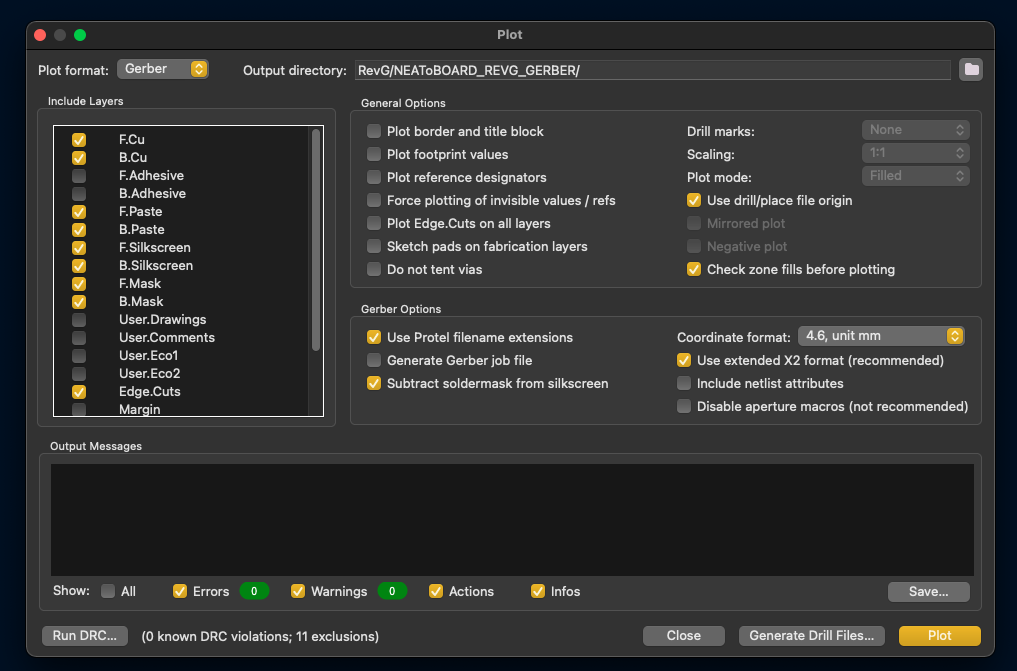 Plot
Plot format: Gerber
Output directory: RevG/NEAToBOARD_REVG_GERBER/
Include Layers
F.Cu
B.Cu
F.Adhesive
B.Adhesive
F.Paste
B.Paste
F.Silkscreen
B.Silkscreen
F.Mask
B.Mask
User.Drawings
User.Comments
User.Eco1
User.Eco2
Edge.Cuts
Margin
General Options
Plot border and title block
Plot footprint values
Plot reference designators
Force plotting of invisible values / refs
Plot Edge.Cuts on all layers
Sketch pads on fabrication layers
Do not tent vias
Drill marks: None
Scaling: 1:1
Plot mode: Filled
Use drill/place file origin
Mirrored plot
Negative plot
Check zone fills before plotting
Gerber Options
Use Protel filename extensions
Generate Gerber job file
Subtract soldermask from silkscreen
Coordinate format: 4.6, unit mm
Use extended X2 format (recommended)
Include netlist attributes
Disable aperture macros (not recommended)
Output Messages
Show: All Errors 0 Warnings 0 Actions Infos Save...
Run DRC... (0 known DRC violations; 11 exclusions) Close Generate Drill Files... Plot